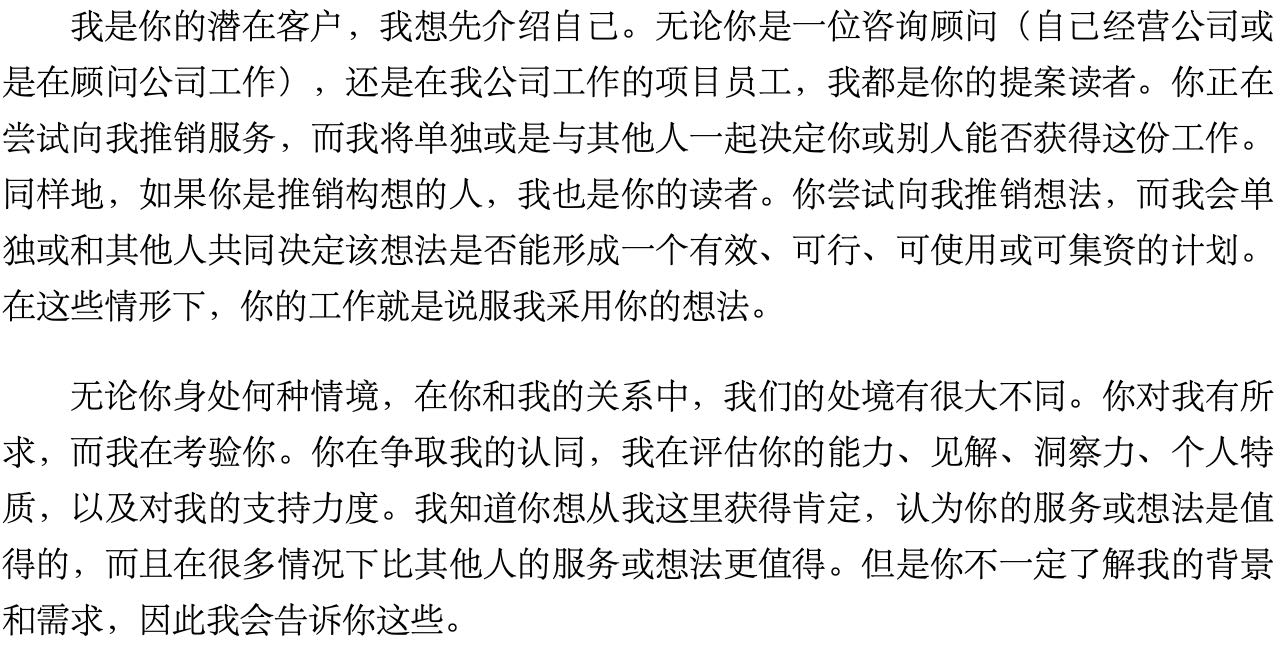 我是你的潜在客户，我想先介绍自己。无论你是一位咨询顾问（自己经营公司或
是在顾问公司工作），还是在我公司工作的项目员工，我都是你的提案读者。你正在
尝试向我推销服务，而我将单独或是与其他人一起决定你或别人能否获得这份工作。
同样地，如果你是推销构想的人，我也是你的读者。你尝试向我推销想法，而我会单
独或和其他人共同决定该想法是否能形成一个有效、可行、可使用或可集资的计划。
在这些情形下，你的工作就是说服我采用你的想法。
无论你身处何种情境，在你和我的关系中，我们的处境有很大不同。你对我有所
求，而我在考验你。你在争取我的认同，我在评估你的能力、见解、洞察力、个人特
质，以及对我的支持力度。我知道你想从我这里获得肯定，认为你的服务或想法是值
得的，而且在很多情况下比其他人的服务或想法更值得。但是你不一定了解我的背景
和需求，因此我会告诉你这些。